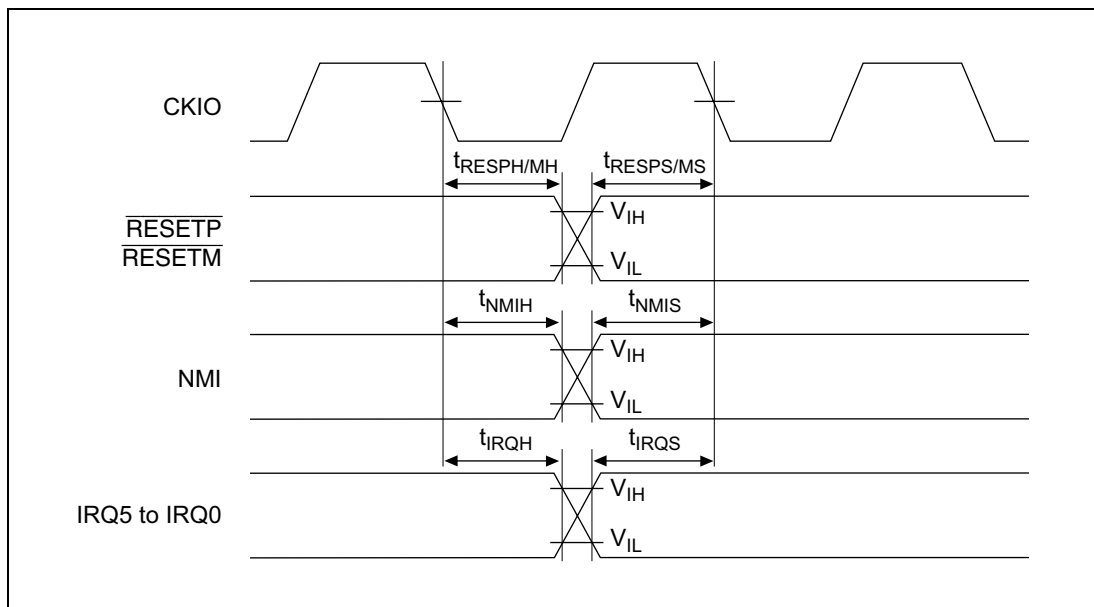 CKIO
tRESPH/MH tRESPS/MS
RESETP
RESETM
VIH
VIL
tNMIH tNMIS
NMI
VIH
VIL
tIRQH tIRQS
IRQ5 to IRQ0
VIH
VIL